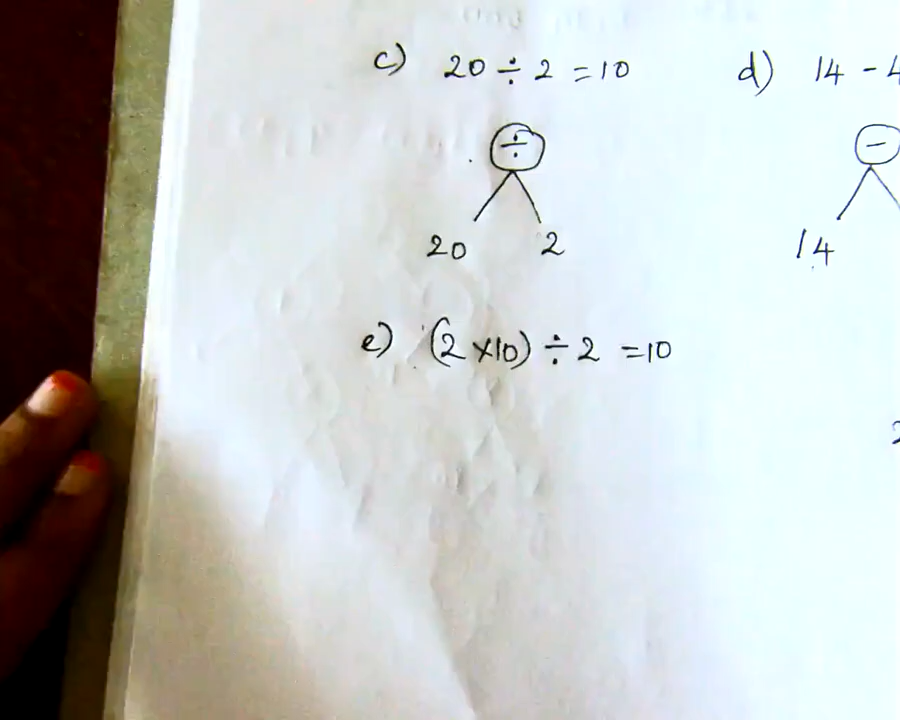 c) 20 ÷ 2 = 10
d) 14 - 4
÷
20 2
-
14
e) (2 × 10) ÷ 2 = 10